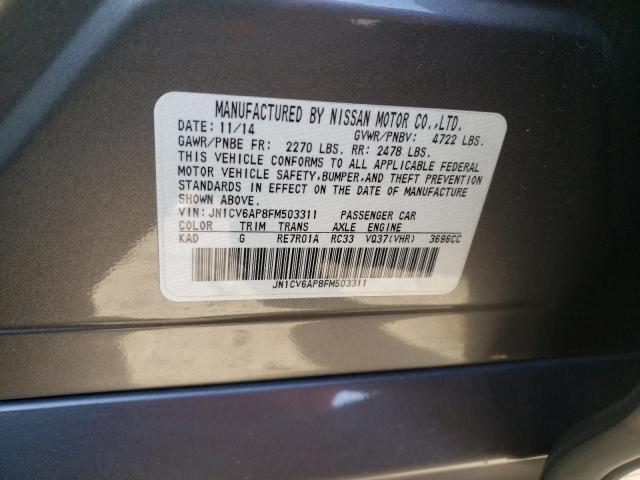 MANUFACTURED BY NISSAN MOTOR CO.,LTD.
DATE: 11/14 GVWR/PNBV: 4722 LBS.
GAWR/PNBE FR: 2270 LBS. RR: 2478 LBS.
THIS VEHICLE CONFORMS TO ALL APPLICABLE FEDERAL
MOTOR VEHICLE SAFETY,BUMPER,AND THEFT PREVENTION
STANDARDS IN EFFECT ON THE DATE OF MANUFACTURE
SHOWN ABOVE.
VIN: JN1CV6AP8FM503311 PASSENGER CAR
COLOR TRIM TRANS AXLE ENGINE
KAD G RE7R01A RC33 VQ37(VHR) 3696CC
JN1CV6AP8FM503311